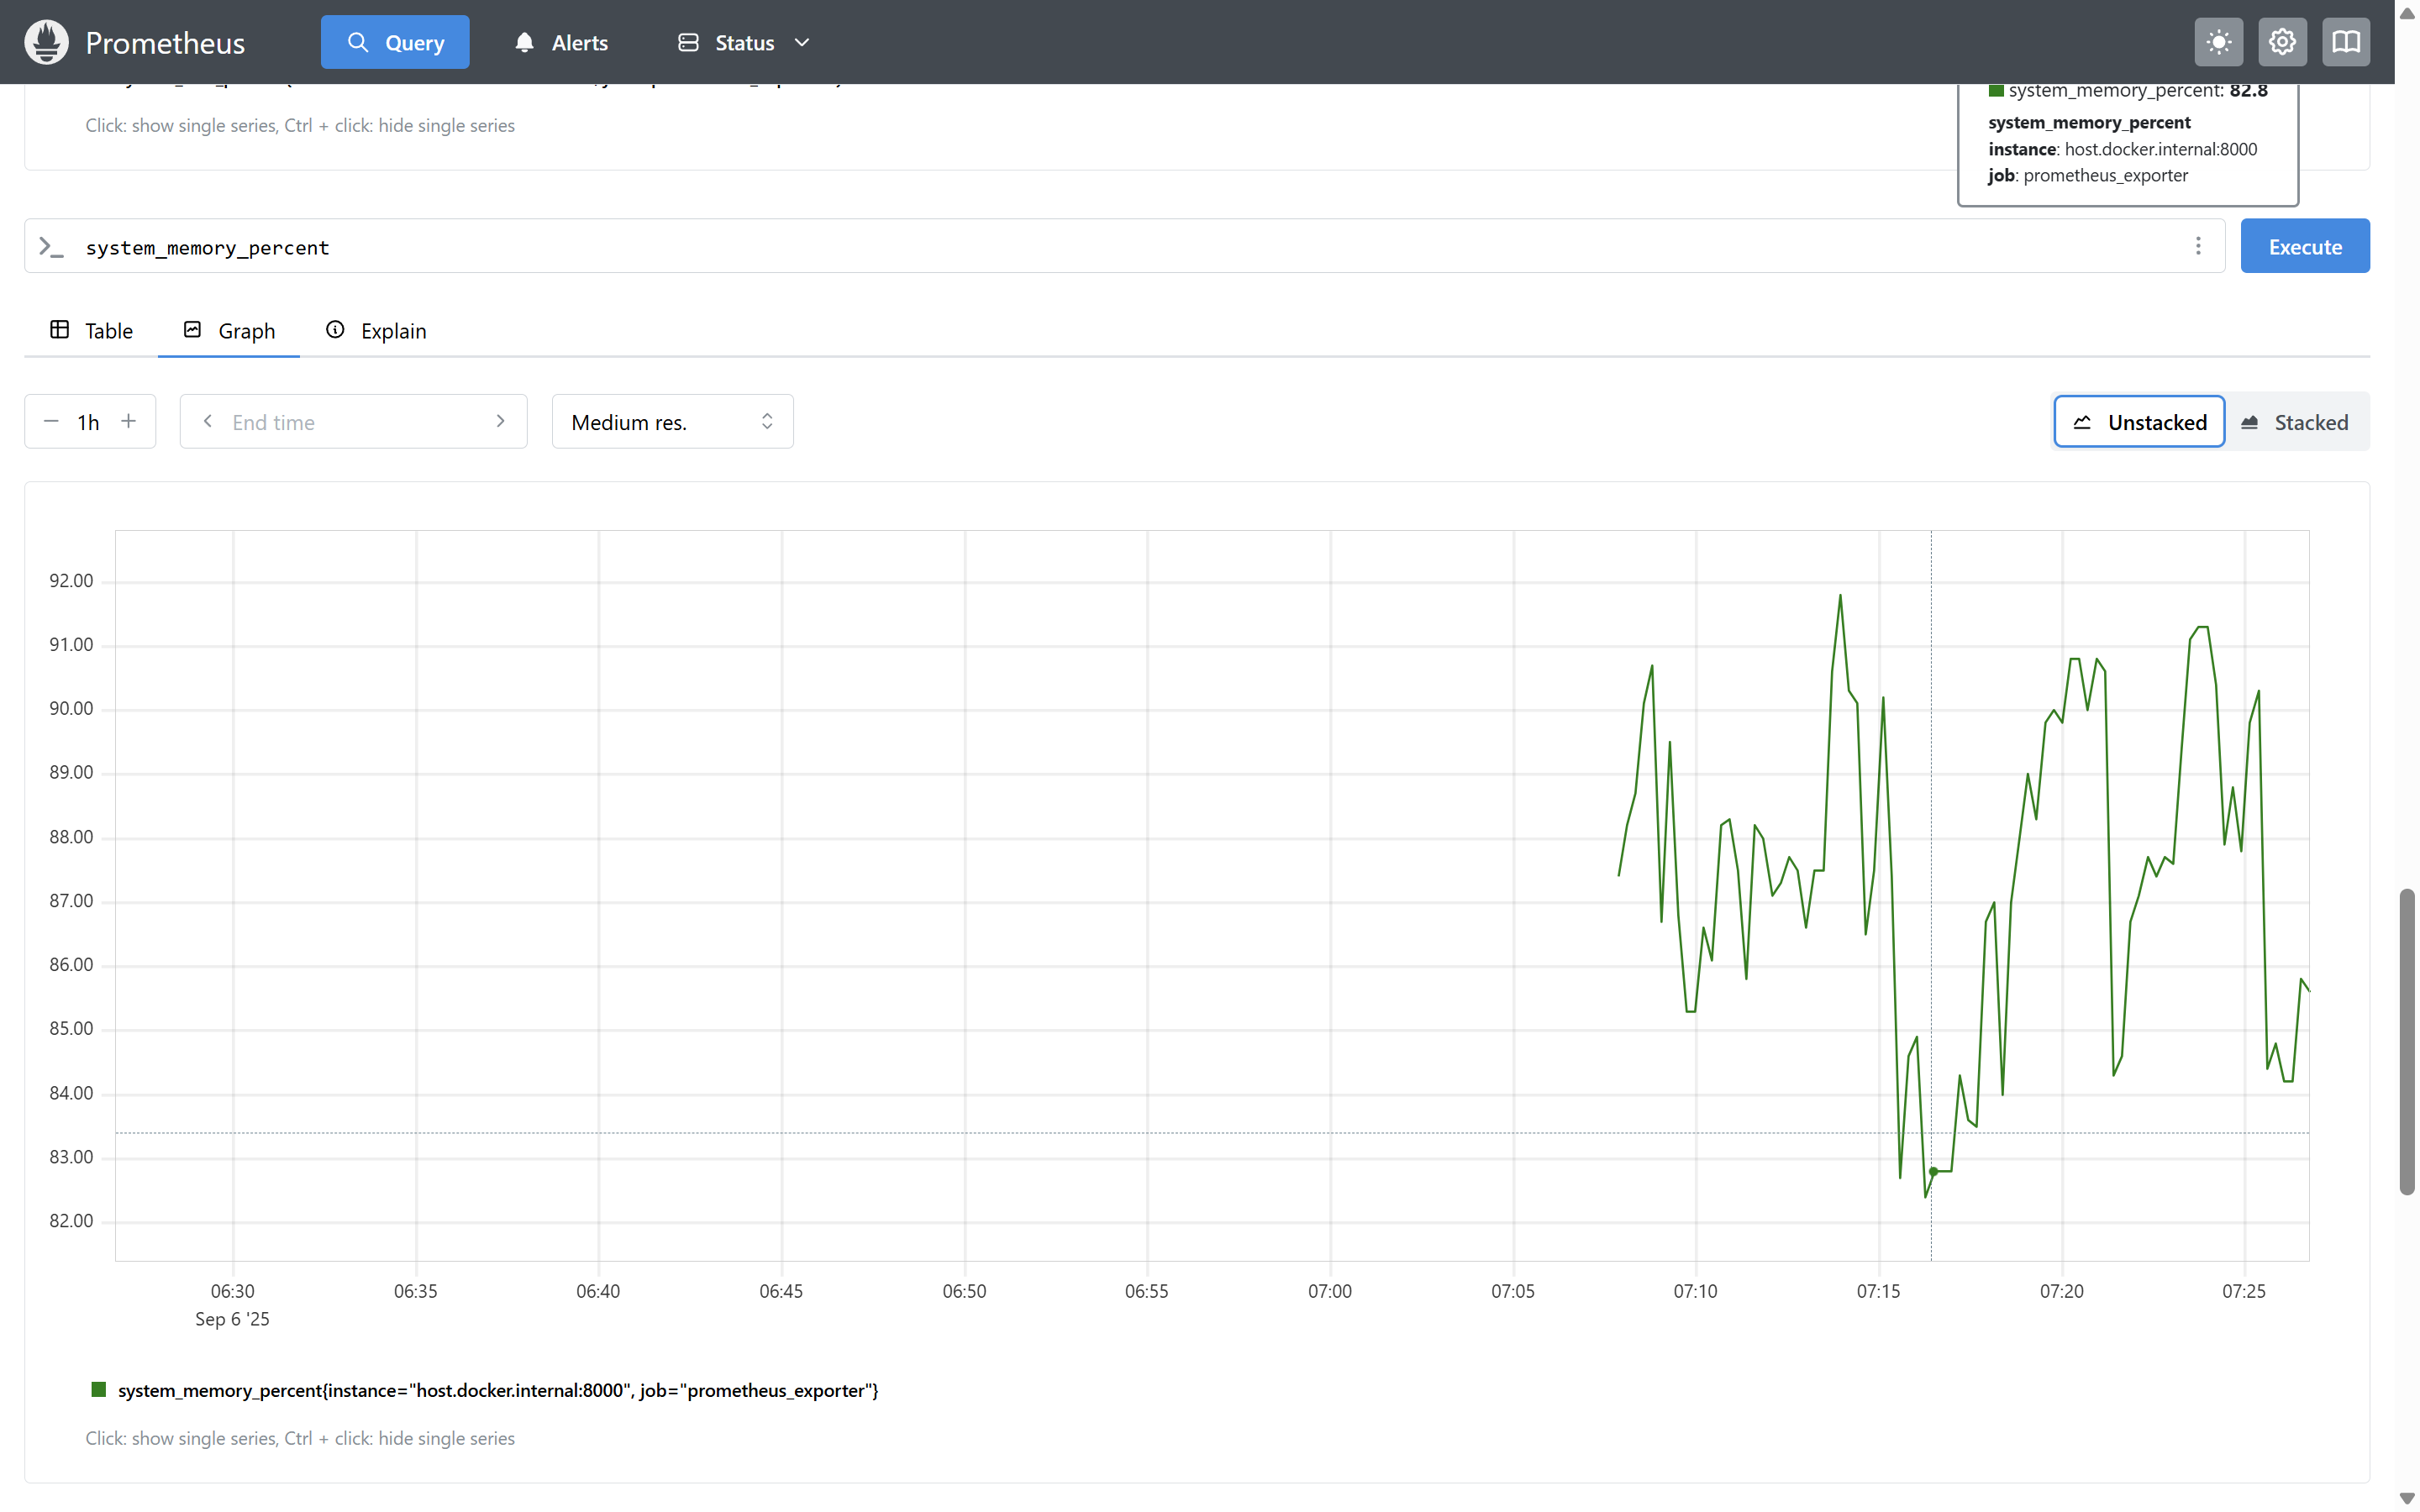 Prometheus
Query
Alerts
Status
system_memory_percent: 82.8
Click: show single series, Ctrl + click: hide single series
system_memory_percent
instance: host.docker.internal:8000
job: prometheus_exporter
system_memory_percent
Execute
Table
Graph
Explain
1h
End time
Medium res.
Unstacked
Stacked
92.00
91.00
90.00
89.00
88.00
87.00
86.00
85.00
84.00
83.00
82.00
06:30 06:35 06:40 06:45 06:50 06:55 07:00 07:05 07:10 07:15 07:20 07:25
Sep 6 '25
system_memory_percent{instance="host.docker.internal:8000", job="prometheus_exporter"}
Click: show single series, Ctrl + click: hide single series